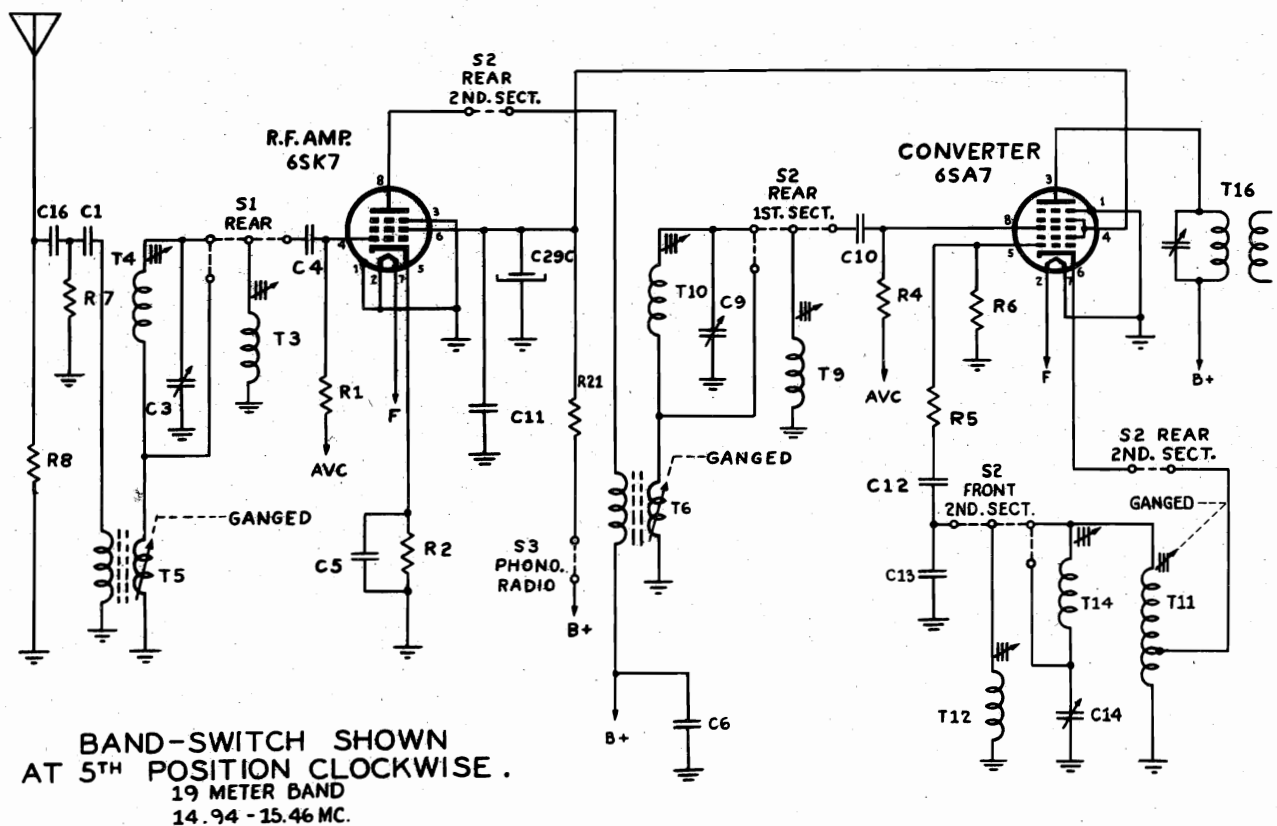 S2
REAR
2ND. SECT.
R.F. AMP.
6SK7
8
3
6
4
1
2
7
5
C16
C1
S1
REAR
T4
R17
C4
T3
C3
R1
AVC
F
C29C
C11
R21
R8
GANGED
T5
C5
R2
S3
PHONO.
RADIO
B+
CONVERTER
6SA7
3
1
8
4
5
6
2
7
S2
REAR
1ST. SECT.
T16
C10
T10
C9
T9
R4
AVC
R6
F
B+
R5
GANGED
T6
C12
S2
FRONT
2ND. SECT.
S2 REAR
2ND. SECT.
GANGED
C13
T14
T11
T12
C14
B+
C6
BAND-SWITCH SHOWN
AT 5TH POSITION CLOCKWISE.
19 METER BAND
14.94 - 15.46 MC.